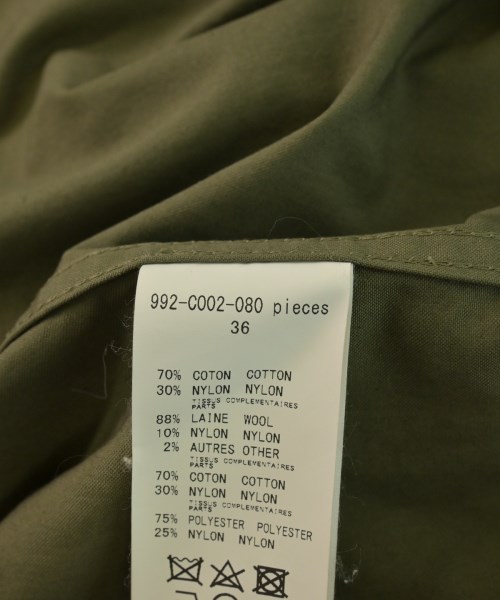 992-C002-080 pieces
36
70% COTON COTTON
30% NYLON NYLON
TISSUS COMPLEMENTAIRES
PARTS
88% LAINE WOOL
10% NYLON NYLON
2% AUTRES OTHER
TISSUS COMPLEMENTAIRES
PARTS
70% COTON COTTON
30% NYLON NYLON
TISSUS COMPLEMENTAIRES
PARTS
75% POLYESTER POLYESTER
25% NYLON NYLON